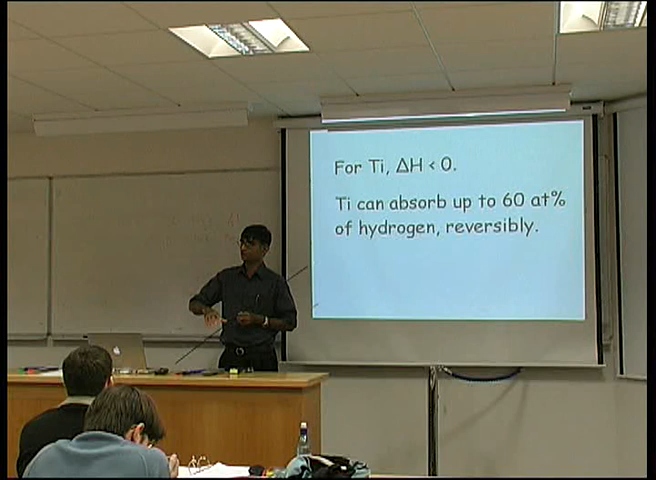 For Ti, ΔH < 0.
Ti can absorb up to 60 at%
of hydrogen, reversibly.